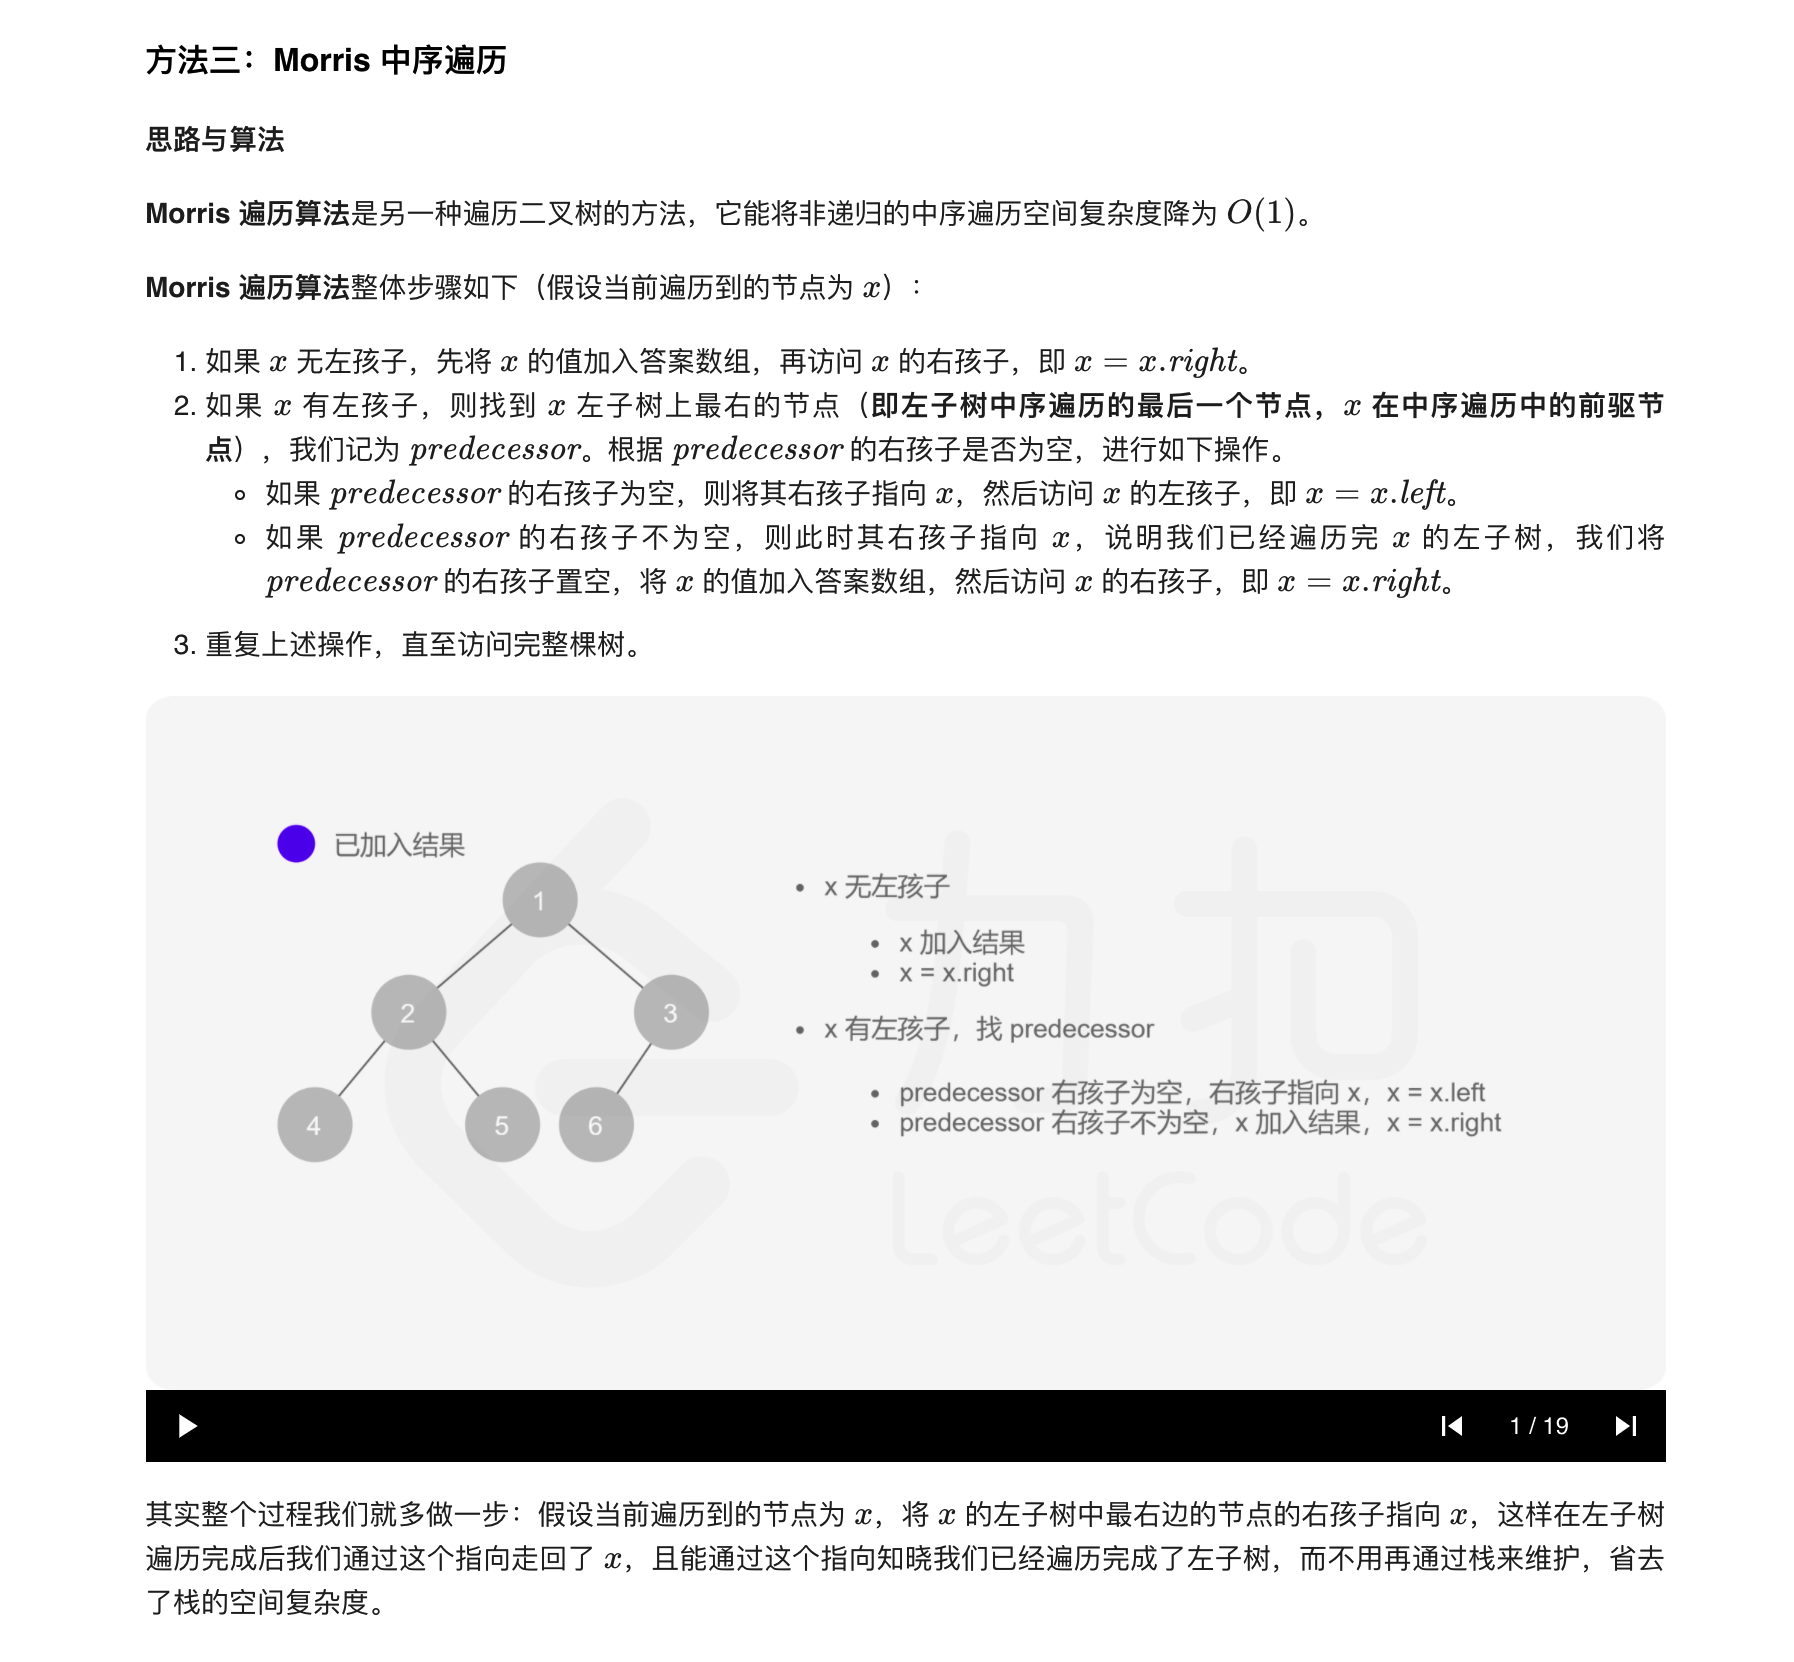 方法三：Morris 中序遍历
思路与算法
Morris 遍历算法是另一种遍历二叉树的方法，它能将非递归的中序遍历空间复杂度降为 O(1)。
Morris 遍历算法整体步骤如下（假设当前遍历到的节点为 x）：
1. 如果 x 无左孩子，先将 x 的值加入答案数组，再访问 x 的右孩子，即 x = x.right。
2. 如果 x 有左孩子，则找到 x 左子树上最右的节点（即左子树中序遍历的最后一个节点，x 在中序遍历中的前驱节
点），我们记为 predecessor。根据 predecessor 的右孩子是否为空，进行如下操作。
如果 predecessor 的右孩子为空，则将其右孩子指向 x，然后访问 x 的左孩子，即 x = x.left。
如果 predecessor 的右孩子不为空，则此时其右孩子指向 x，说明我们已经遍历完 x 的左子树，我们将
predecessor 的右孩子置空，将 x 的值加入答案数组，然后访问 x 的右孩子，即 x = x.right。
3. 重复上述操作，直至访问完整棵树。
已加入结果
1
2
3
4
5
6
• x 无左孩子
• x 加入结果
• x = x.right
• x 有左孩子，找 predecessor
• predecessor 右孩子为空，右孩子指向 x，x = x.left
• predecessor 右孩子不为空，x 加入结果，x = x.right
力扣
LeetCode
1 / 19
其实整个过程我们就多做一步：假设当前遍历到的节点为 x，将 x 的左子树中最右边的节点的右孩子指向 x，这样在左子树
遍历完成后我们通过这个指向走回了 x，且能通过这个指向知晓我们已经遍历完成了左子树，而不用再通过栈来维护，省去
了栈的空间复杂度。